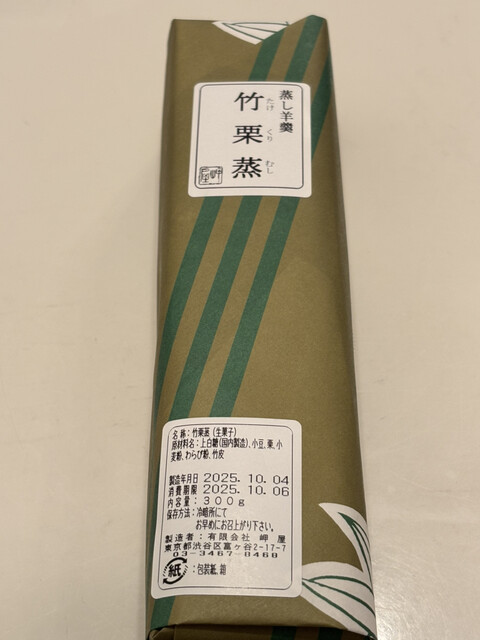 蒸し羊羹
竹栗蒸
たけ くり むし
岬屋
名 称：竹栗蒸（生菓子）
原材料名：上白糖(国内製造)、小豆、栗、小
麦粉、わらび粉、竹皮
製造年月日 2025.10.04
消費期限 2025.10.06
内容量：300g
保存方法：冷暗所にて
お早めにお召上がり下さい。
製造者：有限会社 岬屋
東京都渋谷区富ヶ谷2-17-7
03-3467-8468
紙：包装紙、箱